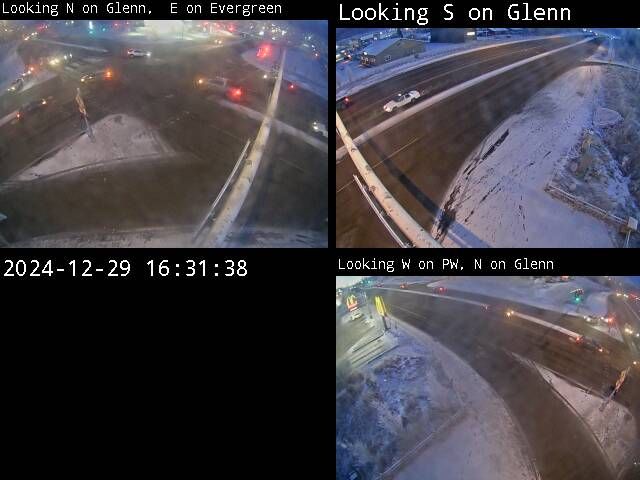 Looking N on Glenn,  E on Evergreen
Looking S on Glenn
2024-12-29 16:31:38
Looking W on PW, N on Glenn